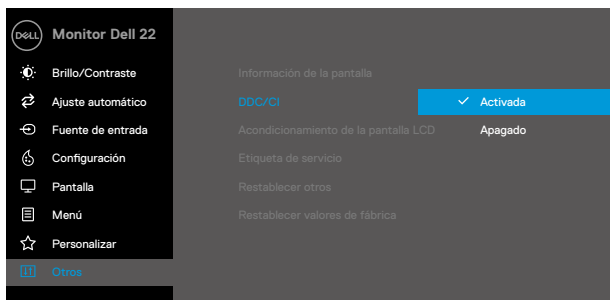 DELL Monitor Dell 22
Brillo/Contraste
Ajuste automático
Fuente de entrada
Configuración
Pantalla
Menú
Personalizar
Otros
Información de la pantalla
DDC/CI
Acondicionamiento de la pantalla LCD
Etiqueta de servicio
Restablecer otros
Restablecer valores de fábrica
Activada
Apagado